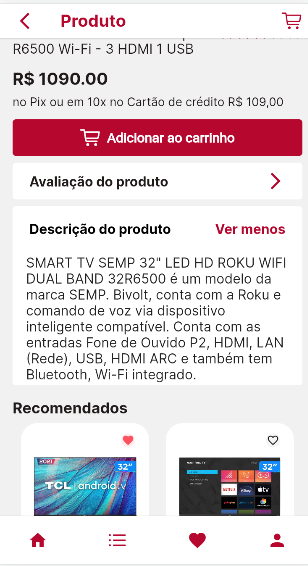 Produto
R6500 Wi-Fi - 3 HDMI 1 USB
R$ 1090.00
no Pix ou em 10x no Cartão de crédito R$ 109,00
Adicionar ao carrinho
Avaliação do produto
Descrição do produto
Ver menos
SMART TV SEMP 32" LED HD ROKU WIFI
DUAL BAND 32R6500 é um modelo da
marca SEMP. Bivolt, conta com a Roku e
comando de voz via dispositivo
inteligente compatível. Conta com as
entradas Fone de Ouvido P2, HDMI, LAN
(Rede), USB, HDMI ARC e também tem
Bluetooth, Wi-Fi integrado.
Recomendados
32"
TCL androidtv
32"